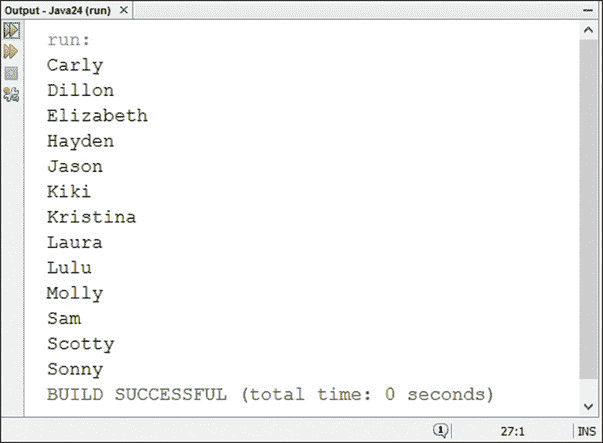 Output - Java24 (run) ×
run:
Carly
Dillon
Elizabeth
Hayden
Jason
Kiki
Kristina
Laura
Lulu
Molly
Sam
Scotty
Sonny
BUILD SUCCESSFUL (total time: 0 seconds)
27:1 INS